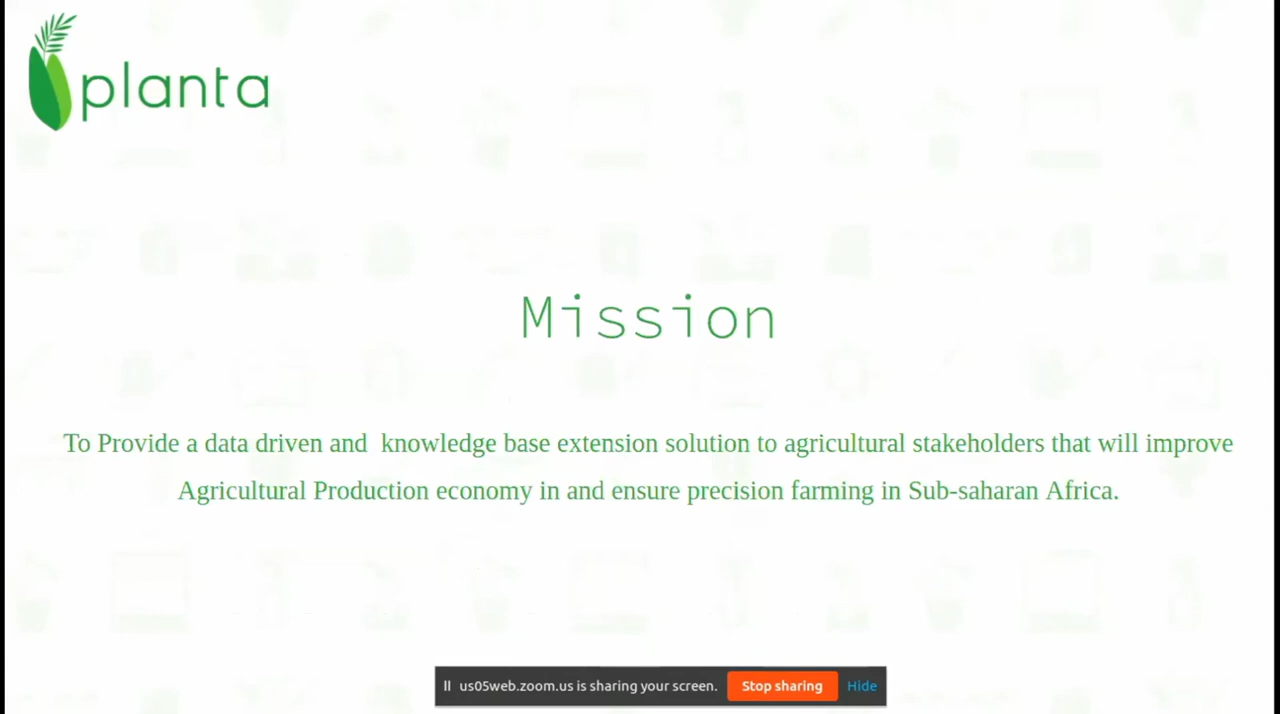 planta
Mission
To Provide a data driven and  knowledge base extension solution to agricultural stakeholders that will improve
Agricultural Production economy in and ensure precision farming in Sub-saharan Africa.
us05web.zoom.us is sharing your screen. Stop sharing Hide